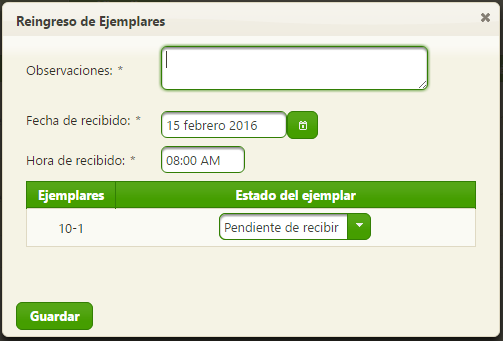 Reingreso de Ejemplares
Observaciones: *
Fecha de recibido: * 15 febrero 2016
Hora de recibido: * 08:00 AM
Ejemplares Estado del ejemplar
10-1 Pendiente de recibir
Guardar